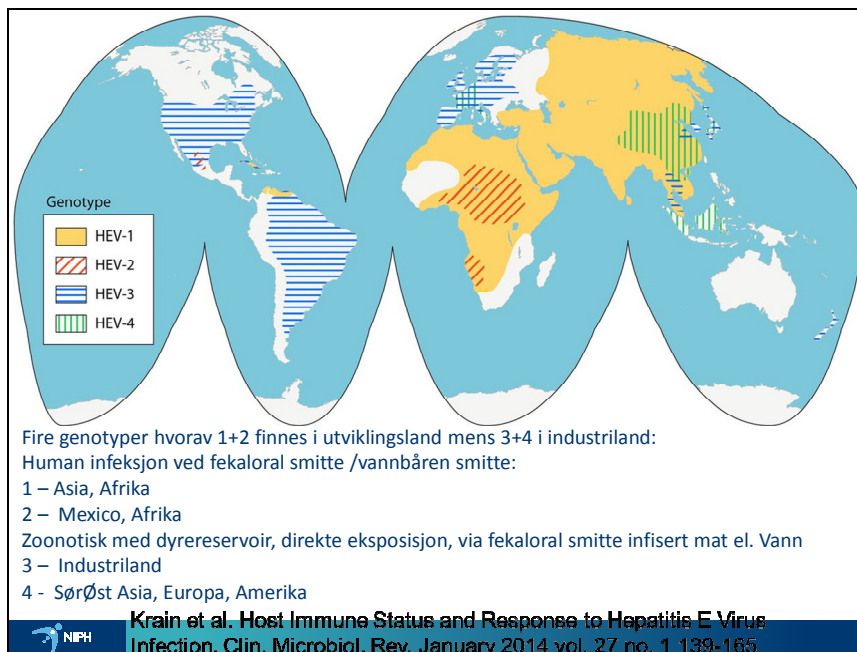 Genotype
HEV-1
HEV-2
HEV-3
HEV-4
Fire genotyper hvorav 1+2 finnes i utviklingsland mens 3+4 i industriland:
Human infeksjon ved fekaloral smitte /vannbåren smitte:
1 – Asia, Afrika
2 – Mexico, Afrika
Zoonotisk med dyrereservoir, direkte eksposisjon, via fekaloral smitte infisert mat el. Vann
3 – Industriland
4 - SørØst Asia, Europa, Amerika
Krain et al. Host Immune Status and Response to Hepatitis E Virus
NIPH Infection. Clin. Microbiol. Rev. January 2014 vol. 27 no. 1 139-165